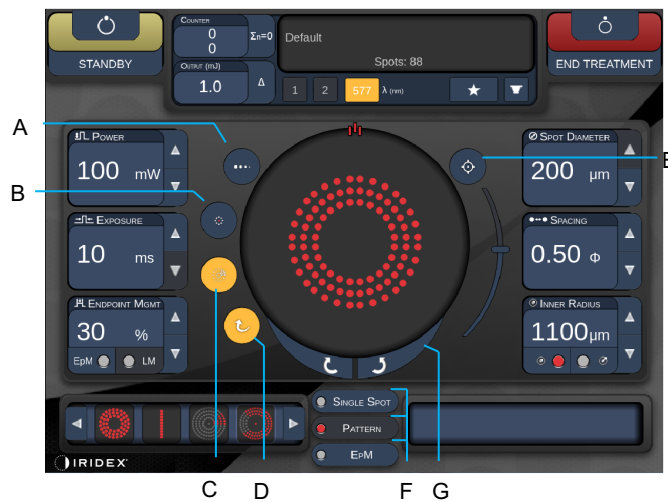 STANDBY
COUNTER
0
0
Σn=0
OUTPUT (mJ)
1.0
Δ
Default
Spots: 88
1 2 577 λ (nm)
END TREATMENT
A
B
E
POWER
100 mW
EXPOSURE
10 ms
ENDPOINT MGMT
30 %
EpM LM
SPOT DIAMETER
200 µm
SPACING
0.50 Φ
INNER RADIUS
1100µm
SINGLE SPOT
PATTERN
EPM
IRIDEX
C D F G